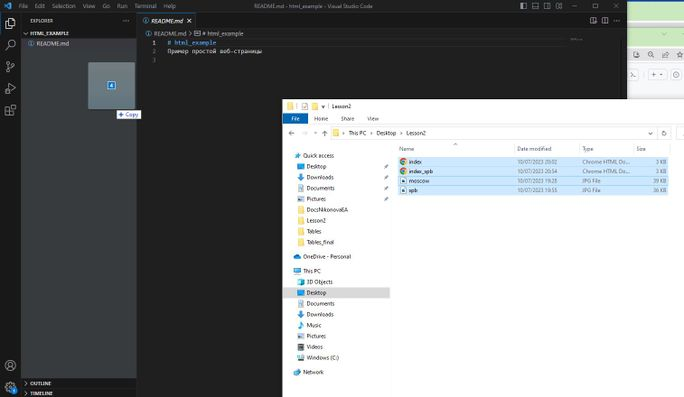 File Edit Selection View Go Run Terminal Help
README.md - html_example - Visual Studio Code
EXPLORER
HTML_EXAMPLE
README.md
README.md
README.md > # html_example
1 # html_example
2 Пример простой веб-страницы
3
4
+ Copy
Lesson2
File Home Share View
This PC > Desktop > Lesson2
Name Date modified Type Size
index 10/07/2023 20:02 Chrome HTML Do... 3 KB
index_spb 10/07/2023 20:54 Chrome HTML Do... 3 KB
moscow 10/07/2023 19:28 JPG File 39 KB
spb 10/07/2023 19:55 JPG File 36 KB
Quick access
Desktop
Downloads
Documents
Pictures
DocsNikonovaEA
Lesson2
Tables
Tables_final
OneDrive - Personal
This PC
3D Objects
Desktop
Documents
Downloads
Music
Pictures
Videos
Windows (C:)
Network
OUTLINE
TIMELINE